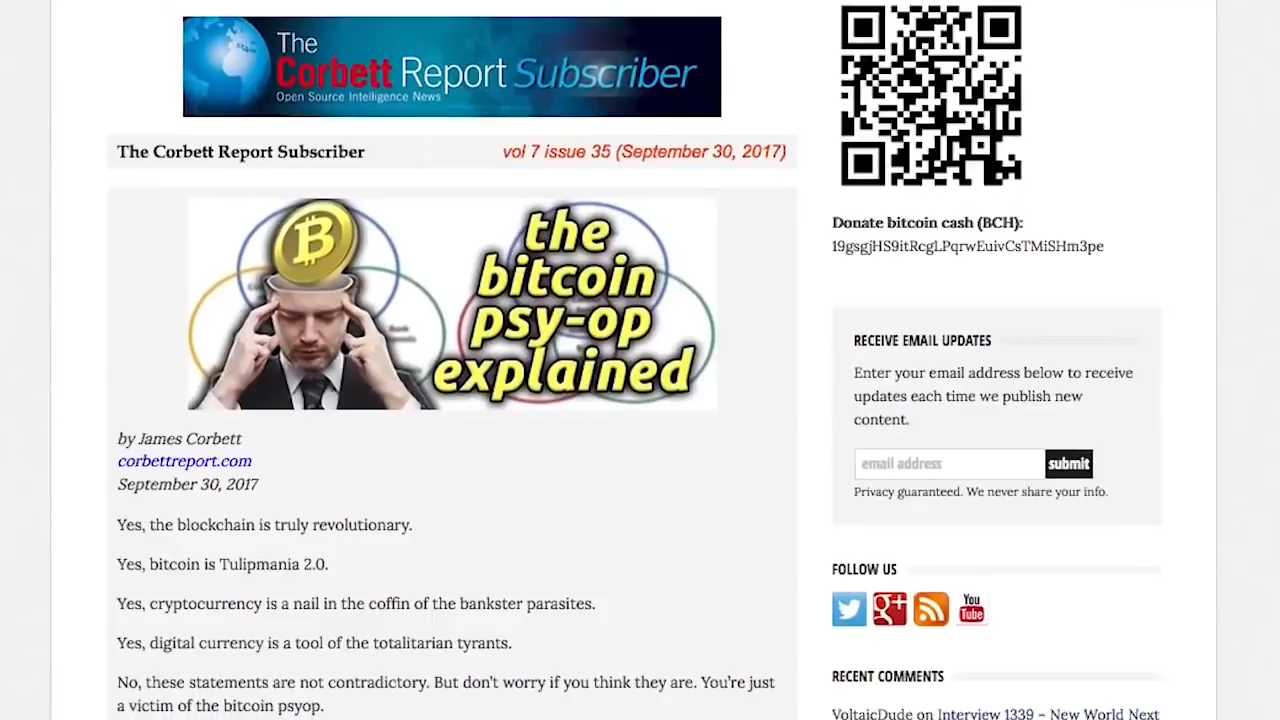 The
Corbett Report Subscriber
Open Source Intelligence News
The Corbett Report Subscriber
vol 7 issue 35 (September 30, 2017)
the
bitcoin
psy-op
explained
by James Corbett
corbettreport.com
September 30, 2017
Yes, the blockchain is truly revolutionary.
Yes, bitcoin is Tulipmania 2.0.
Yes, cryptocurrency is a nail in the coffin of the bankster parasites.
Yes, digital currency is a tool of the totalitarian tyrants.
No, these statements are not contradictory. But don't worry if you think they are. You're just
a victim of the bitcoin psyop.
Donate bitcoin cash (BCH):
19gsgjHS9itRcgLPqrwEuivCsTMiSHm3pe
RECEIVE EMAIL UPDATES
Enter your email address below to receive
updates each time we publish new
content.
email address
submit
Privacy guaranteed. We never share your info.
FOLLOW US
g+
You
Tube
RECENT COMMENTS
VoltaicDude on Interview 1339 – New World Next